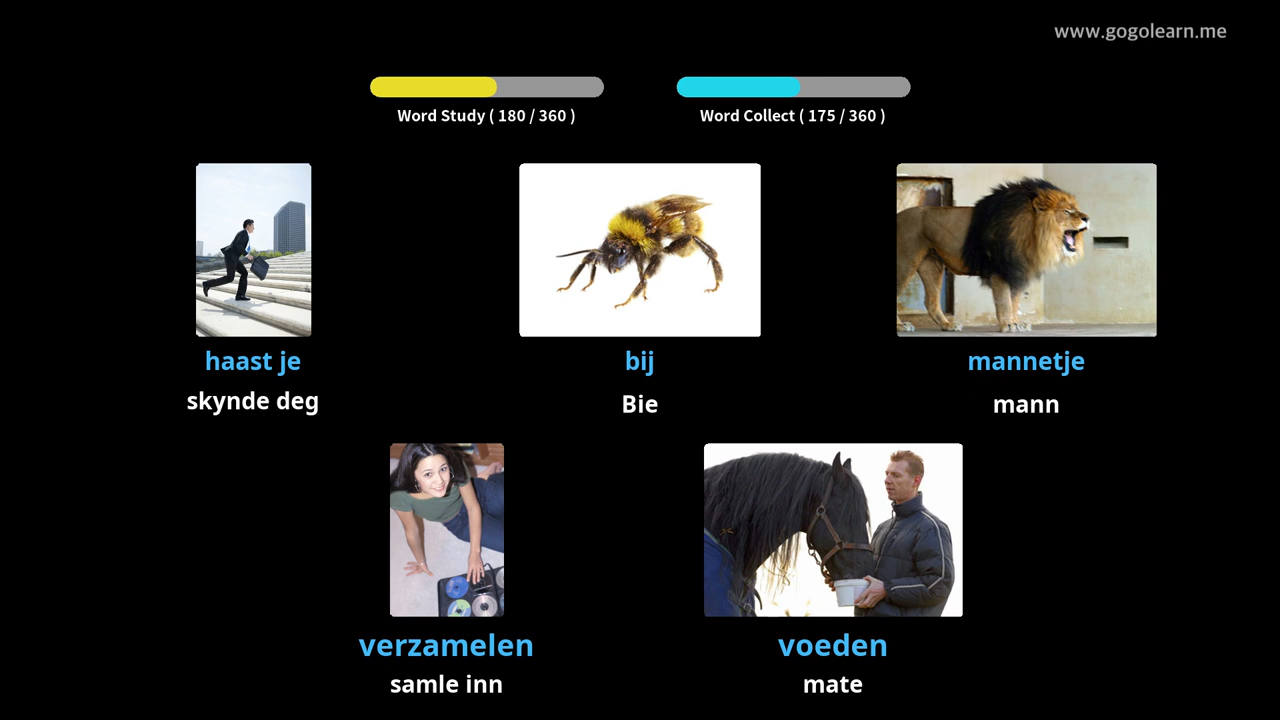 www.gogolearn.me
Word Study ( 180 / 360 )
Word Collect ( 175 / 360 )
haast je
skynde deg
bij
Bie
mannetje
mann
verzamelen
samle inn
voeden
mate